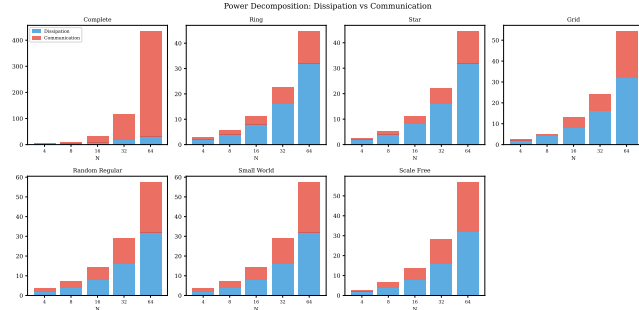 Power Decomposition: Dissipation vs Communication
Complete
Dissipation
Communication
400
300
200
100
0
4 8 16 32 64
N
Ring
40
30
20
10
0
4 8 16 32 64
N
Star
40
30
20
10
0
4 8 16 32 64
N
Grid
50
40
30
20
10
0
4 8 16 32 64
N
Random Regular
60
50
40
30
20
10
0
4 8 16 32 64
N
Small World
60
50
40
30
20
10
0
4 8 16 32 64
N
Scale Free
60
50
40
30
20
10
0
4 8 16 32 64
N